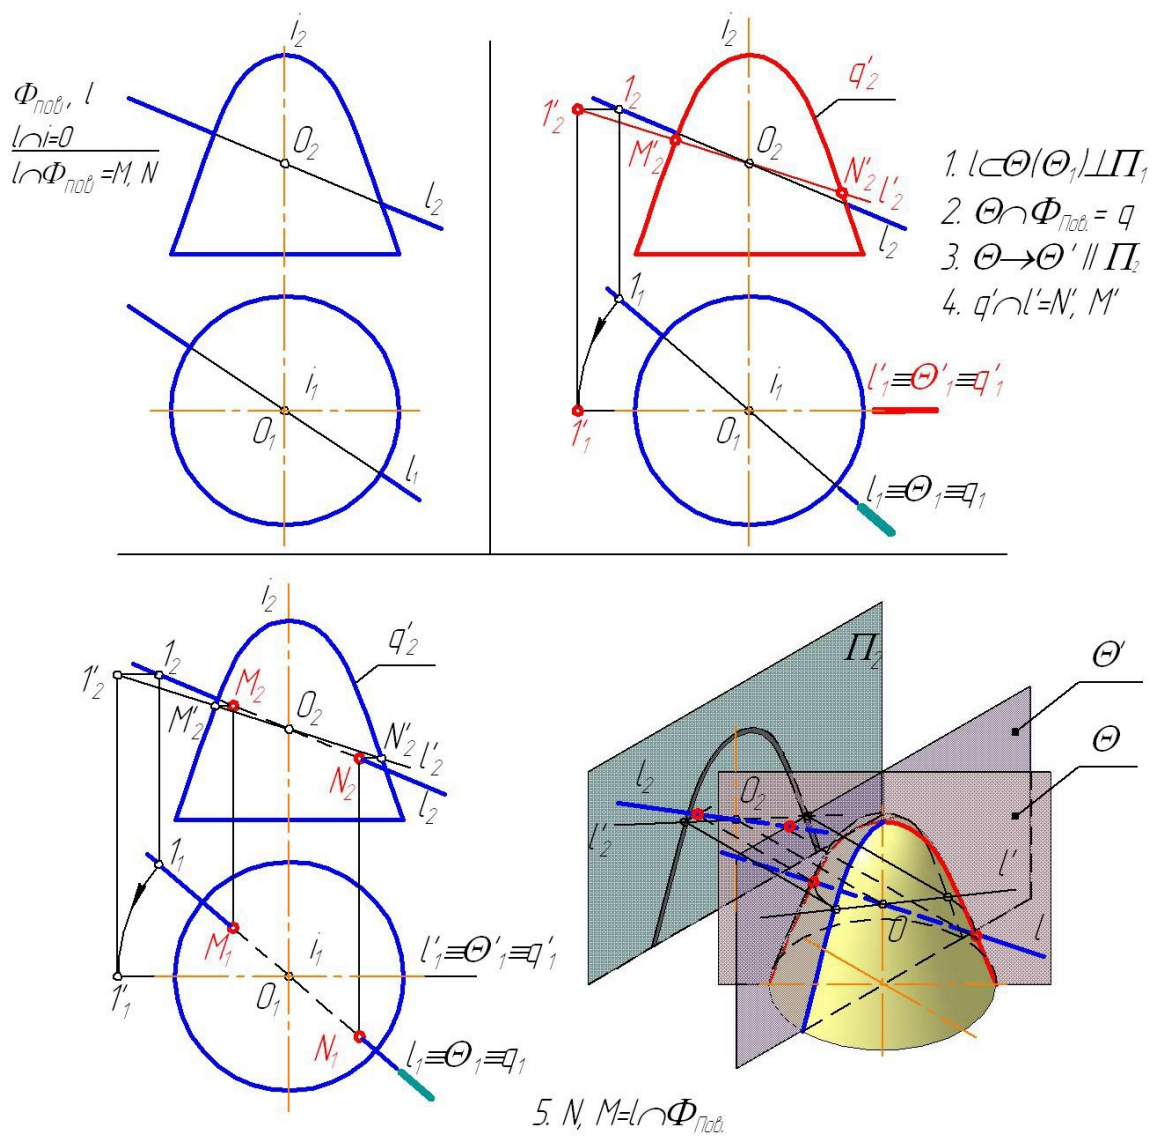 i₂
Φпов, l
l∩i=0
l∩Φпов =M, N
O₂
l₂
i₁
O₁
l₁
i₂
q'₂
1'₂
1₂
M'₂
O₂
N'₂
l'₂
l₂
1. l⊂Θ(Θ₁)⊥Π₁
2. Θ∩ΦПов. = q
3. Θ→Θ' ∥ Π₂
4. q'∩l'=N', M'
1₁
i₁
l'₁≡Θ'₁≡q'₁
1'₁
O₁
l₁≡Θ₁≡q₁
i₂
q'₂
1'₂
1₂
M₂
M'₂
O₂
N'₂
l'₂
N₂
l₂
1₁
M₁
i₁
l'₁≡Θ'₁≡q'₁
1'₁
O₁
N₁
l₁≡Θ₁≡q₁
Π₂
Θ'
Θ
l₂
O₂
l'₂
l'
O
l
5. N, M=l∩ΦПов.